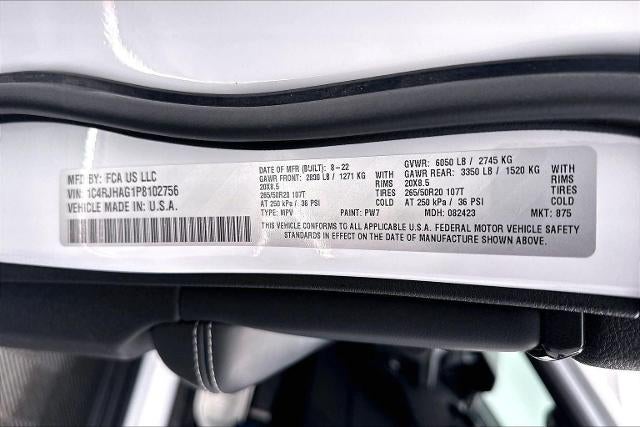 MFD BY: FCA US LLC
VIN: 1C4RJHAG1P8102756
VEHICLE MADE IN: U.S.A.
DATE OF MFR (BUILT): 8-22 GVWR: 6050 LB / 2745 KG
GAWR FRONT: 2800 LB / 1271 KG WITH GAWR REAR: 3350 LB / 1520 KG WITH
20X8.5 RIMS 20X8.5 RIMS
265/50R20 107T TIRES 265/50R20 107T TIRES
AT 250 kPa / 36 PSI COLD AT 250 kPa / 36 PSI COLD
TYPE: MPV PAINT: PW7 MDH: 082423 MKT: 875
THIS VEHICLE CONFORMS TO ALL APPLICABLE U.S.A. FEDERAL MOTOR VEHICLE SAFETY
STANDARDS IN EFFECT ON THE DATE OF MANUFACTURE SHOWN ABOVE.